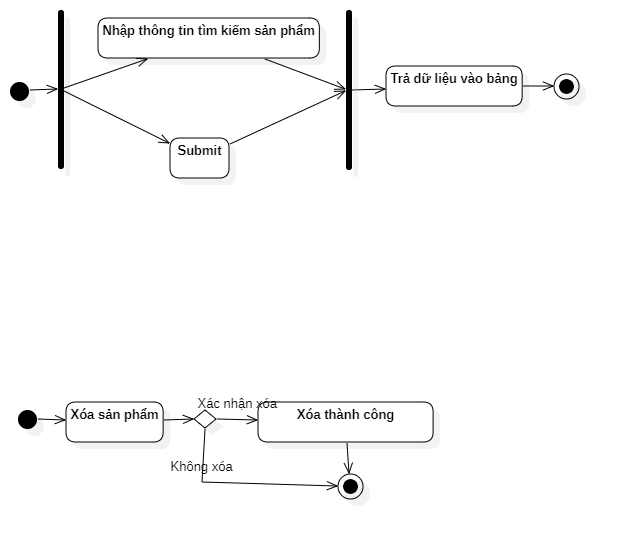 Nhập thông tin tìm kiếm sản phẩm
Trả dữ liệu vào bảng
Submit
Xác nhận xóa
Xóa sản phẩm
Xóa thành công
Không xóa